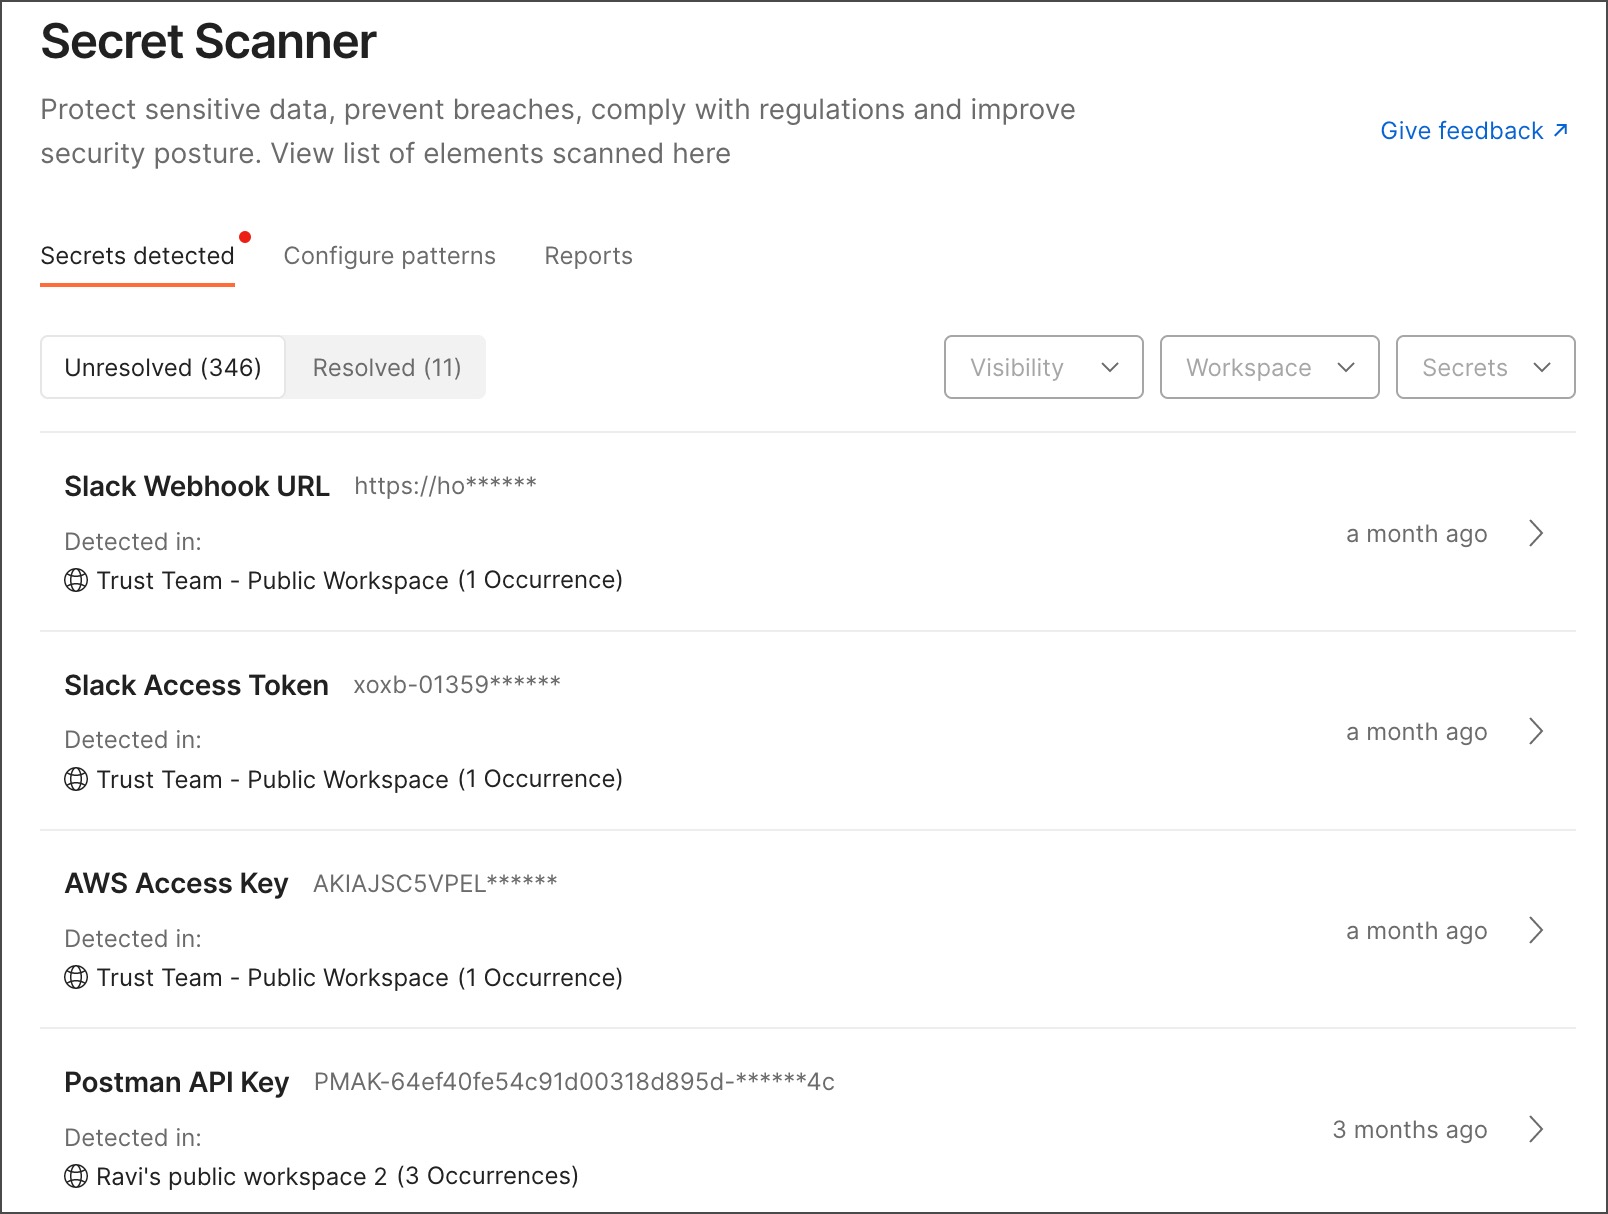 Secret Scanner
Protect sensitive data, prevent breaches, comply with regulations and improve
security posture. View list of elements scanned here
Give feedback ↗
Secrets detected
Configure patterns
Reports
Unresolved (346)
Resolved (11)
Visibility
Workspace
Secrets
Slack Webhook URL https://ho******
Detected in:
Trust Team - Public Workspace (1 Occurrence)
a month ago
Slack Access Token xoxb-01359******
Detected in:
Trust Team - Public Workspace (1 Occurrence)
a month ago
AWS Access Key AKIAJSC5VPEL******
Detected in:
Trust Team - Public Workspace (1 Occurrence)
a month ago
Postman API Key PMAK-64ef40fe54c91d00318d895d-******4c
Detected in:
Ravi's public workspace 2 (3 Occurrences)
3 months ago